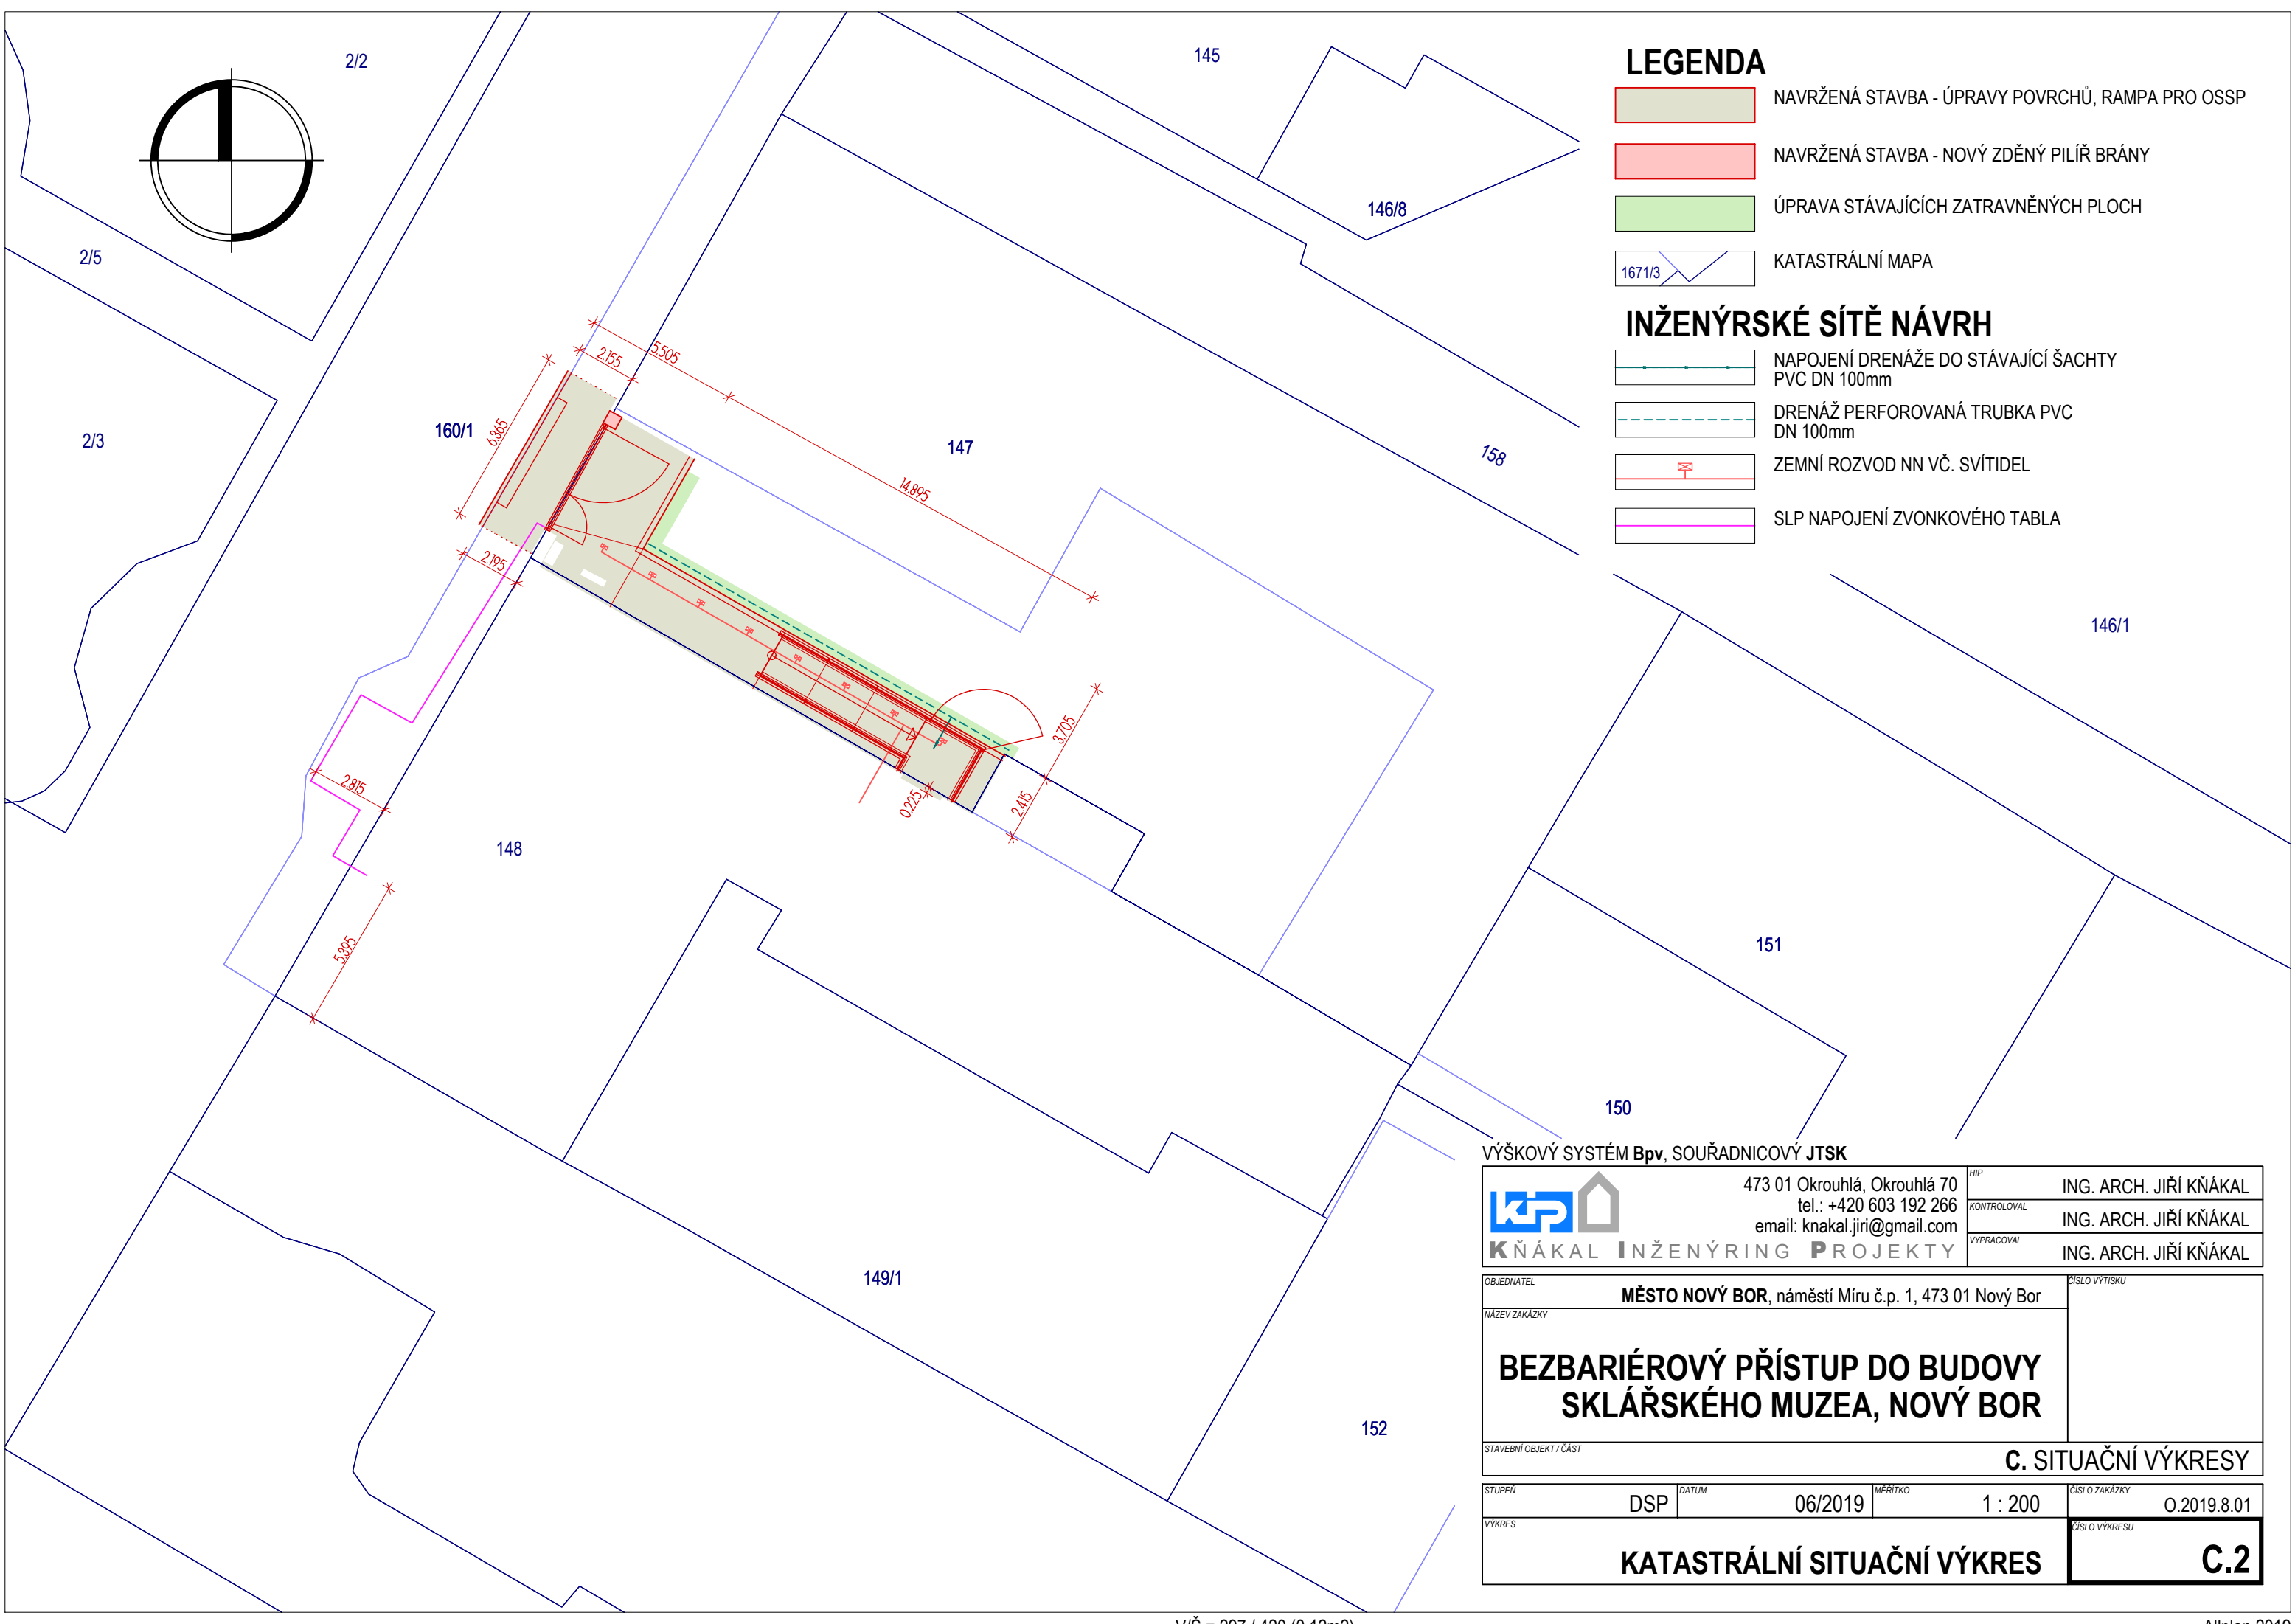 2/2
145
146/8
2/5
2/3
160/1
147
158
146/1
148
151
150
149/1
152
5.505
2.155
6.365
14.895
2.195
3.705
2.415
0.225
2.815
5.395
LEGENDA
NAVRŽENÁ STAVBA - ÚPRAVY POVRCHŮ, RAMPA PRO OSSP
NAVRŽENÁ STAVBA - NOVÝ ZDĚNÝ PILÍŘ BRÁNY
ÚPRAVA STÁVAJÍCÍCH ZATRAVNĚNÝCH PLOCH
1671/3
KATASTRÁLNÍ MAPA
INŽENÝRSKÉ SÍTĚ NÁVRH
NAPOJENÍ DRENÁŽE DO STÁVAJÍCÍ ŠACHTY
PVC DN 100mm
DRENÁŽ PERFOROVANÁ TRUBKA PVC
DN 100mm
ZEMNÍ ROZVOD NN VČ. SVÍTIDEL
SLP NAPOJENÍ ZVONKOVÉHO TABLA
VÝŠKOVÝ SYSTÉM Bpv, SOUŘADNICOVÝ JTSK
kip
473 01 Okrouhlá, Okrouhlá 70
tel.: +420 603 192 266
email: knakal.jiri@gmail.com
KŇÁKAL INŽENÝRING PROJEKTY
HIP
ING. ARCH. JIŘÍ KŇÁKAL
KONTROLOVAL
ING. ARCH. JIŘÍ KŇÁKAL
VYPRACOVAL
ING. ARCH. JIŘÍ KŇÁKAL
OBJEDNATEL
MĚSTO NOVÝ BOR, náměstí Míru č.p. 1, 473 01 Nový Bor
ČÍSLO VÝTISKU
NÁZEV ZAKÁZKY
BEZBARIÉROVÝ PŘÍSTUP DO BUDOVY
SKLÁŘSKÉHO MUZEA, NOVÝ BOR
STAVEBNÍ OBJEKT / ČÁST
C. SITUAČNÍ VÝKRESY
STUPEŇ
DSP
DATUM
06/2019
MĚŘÍTKO
1 : 200
ČÍSLO ZAKÁZKY
O.2019.8.01
VÝKRES
KATASTRÁLNÍ SITUAČNÍ VÝKRES
ČÍSLO VÝKRESU
C.2